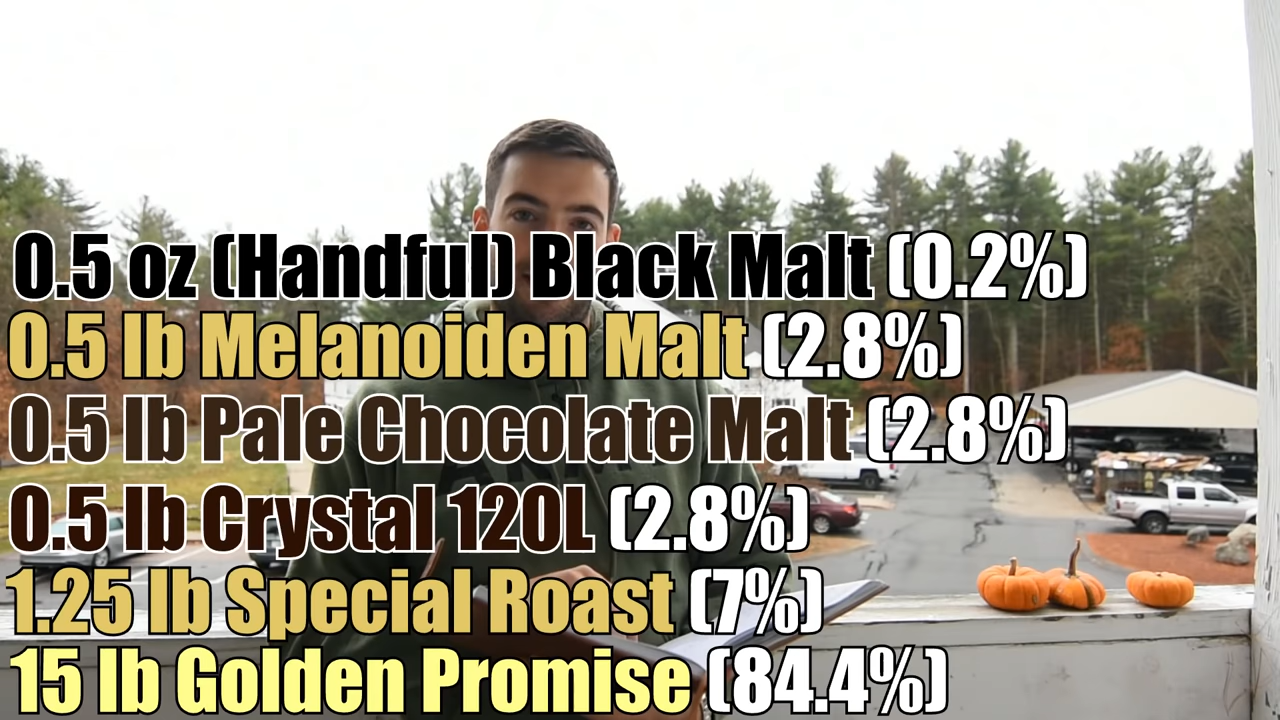 0.5 oz (Handful) Black Malt (0.2%)
0.5 lb Melanoiden Malt (2.8%)
0.5 lb Pale Chocolate Malt (2.8%)
0.5 lb Crystal 120L (2.8%)
1.25 lb Special Roast (7%)
15 lb Golden Promise (84.4%)